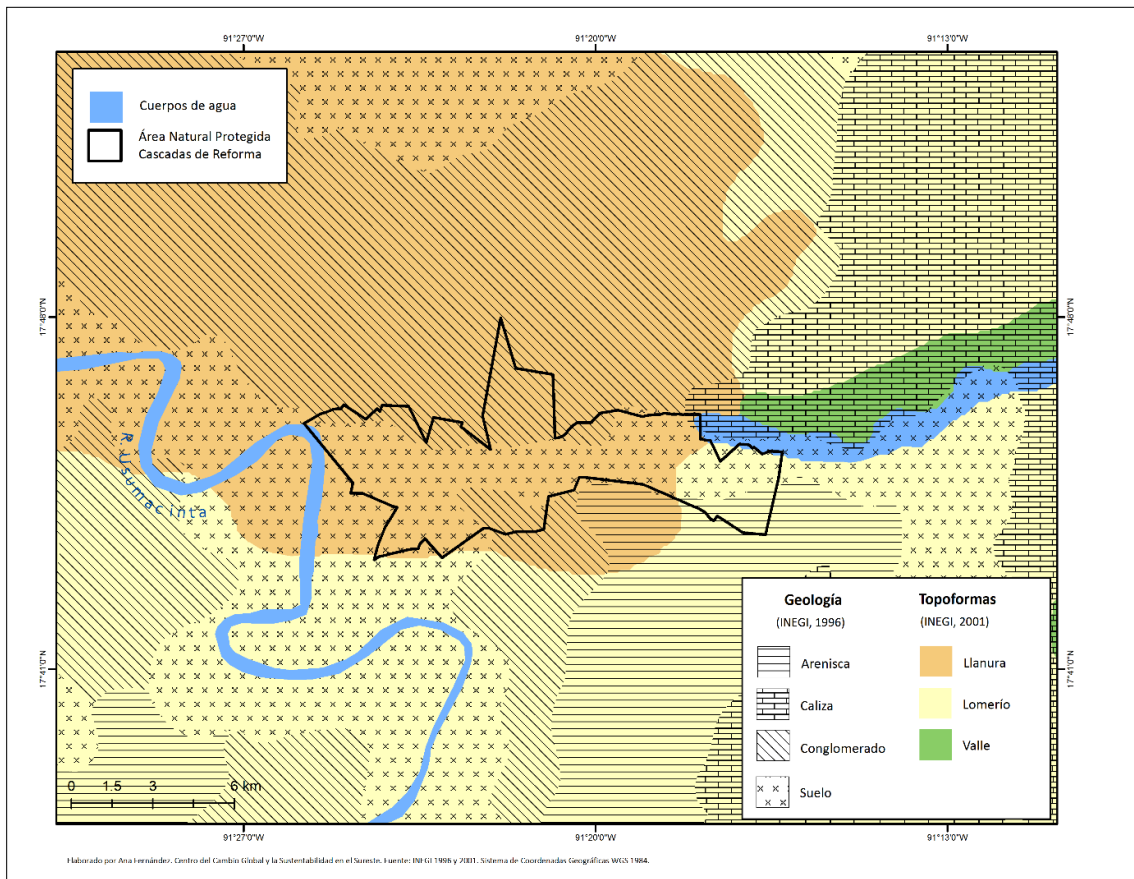 91°27'0"W
91°20'0"W
91°13'0"W
Cuerpos de agua
Área Natural Protegida
Cascadas de Reforma
17°48'0"N
17°48'0"N
R. Usumacinta
17°41'0"N
17°41'0"N
Geología
(INEGI, 1996)
Arenisca
Caliza
Conglomerado
Suelo
Topoformas
(INEGI, 2001)
Llanura
Lomerío
Valle
0 1.5 3 6 km
91°27'0"W
91°20'0"W
91°13'0"W
Elaborado por Ana Fernández. Centro del Cambio Global y la Sustentabilidad en el Sureste. Fuente: INEGI 1996 y 2001. Sistema de Coordenadas Geográficas WGS 1984.